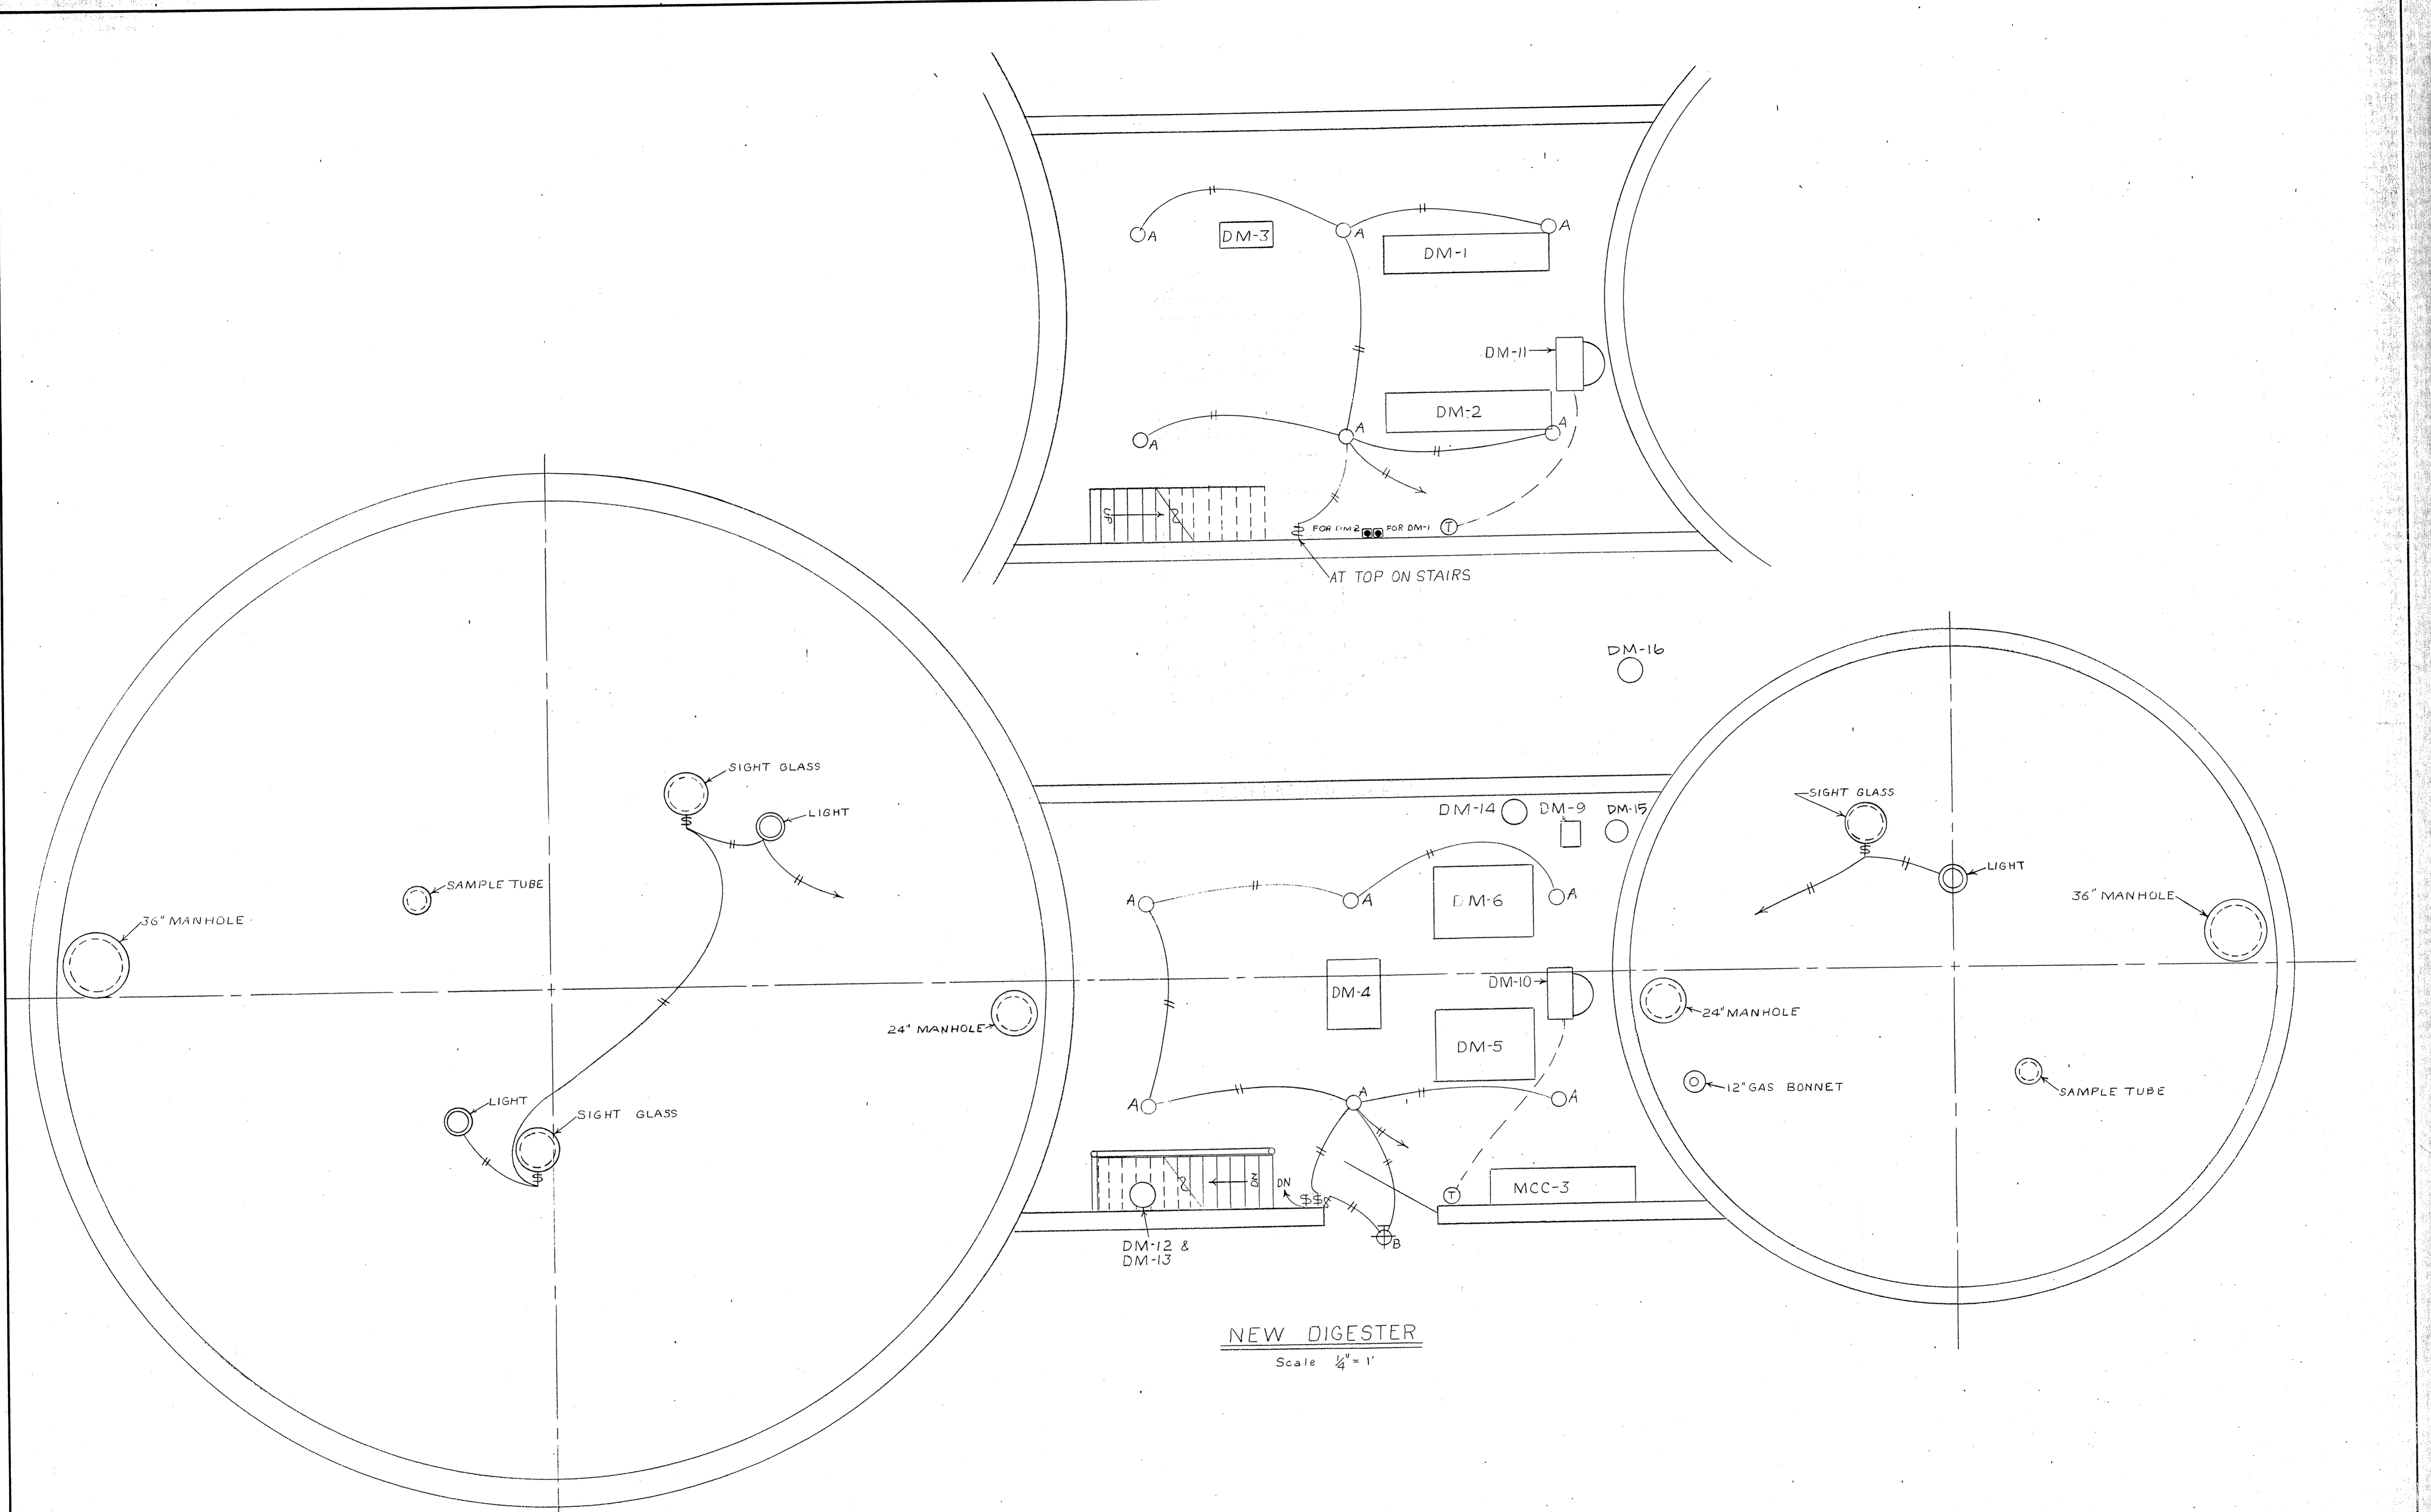 A
DM-3
A
A
DM-1
DM-11
DM-2
A
A
A
UP
$
FOR DM2
FOR DM-1
T
AT TOP ON STAIRS
DM-16
SIGHT GLASS
$
LIGHT
SAMPLE TUBE
36" MANHOLE
24" MANHOLE
LIGHT
SIGHT GLASS
$
DM-14
DM-9
DM-15
A
A
A
DM-6
DM-4
DM-10
DM-5
A
A
A
DN
DN
$$
T
MCC-3
B
DM-12 &
DM-13
SIGHT GLASS
$
LIGHT
36" MANHOLE
24" MANHOLE
12" GAS BONNET
SAMPLE TUBE
NEW DIGESTER
Scale ¼" = 1'